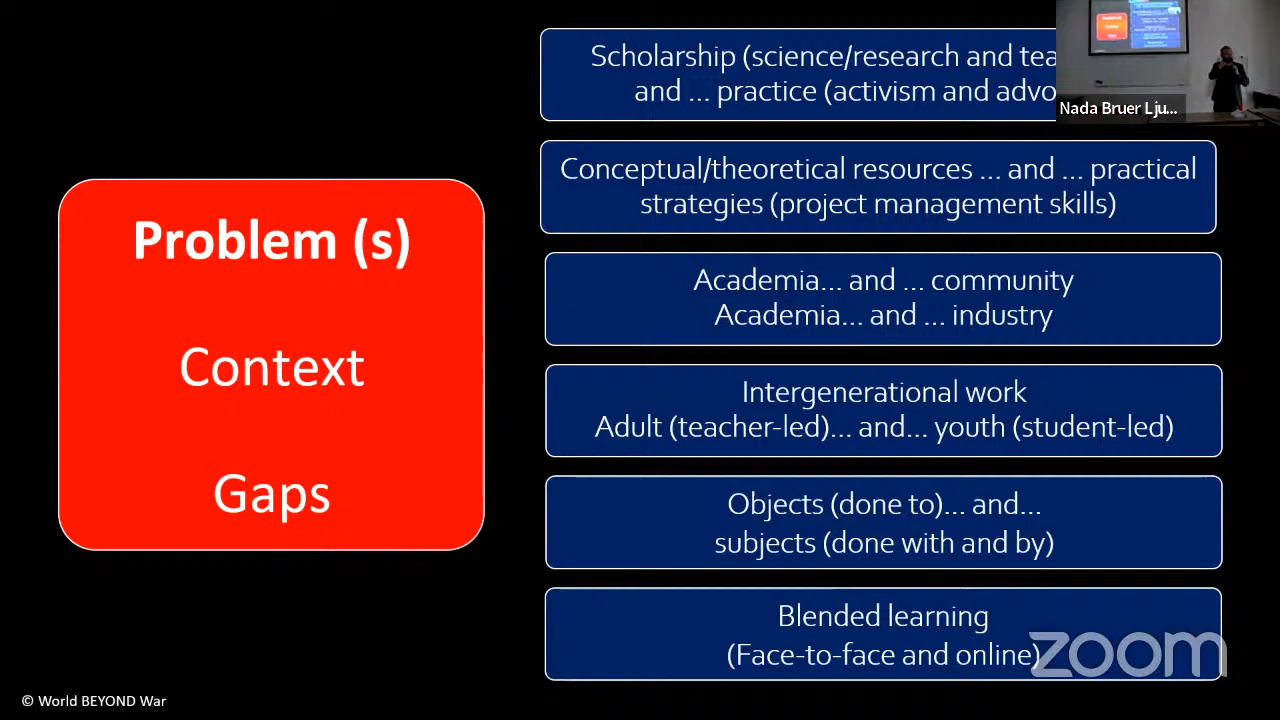 Problem (s)
Context
Gaps
Scholarship (science/research and tea
and ... practice (activism and advo
Conceptual/theoretical resources ... and ... practical
strategies (project management skills)
Academia... and ... community
Academia... and ... industry
Intergenerational work
Adult (teacher-led)... and... youth (student-led)
Objects (done to)... and...
subjects (done with and by)
Blended learning
(Face-to-face and online)
Nada Bruer Lju...
zoom
© World BEYOND War